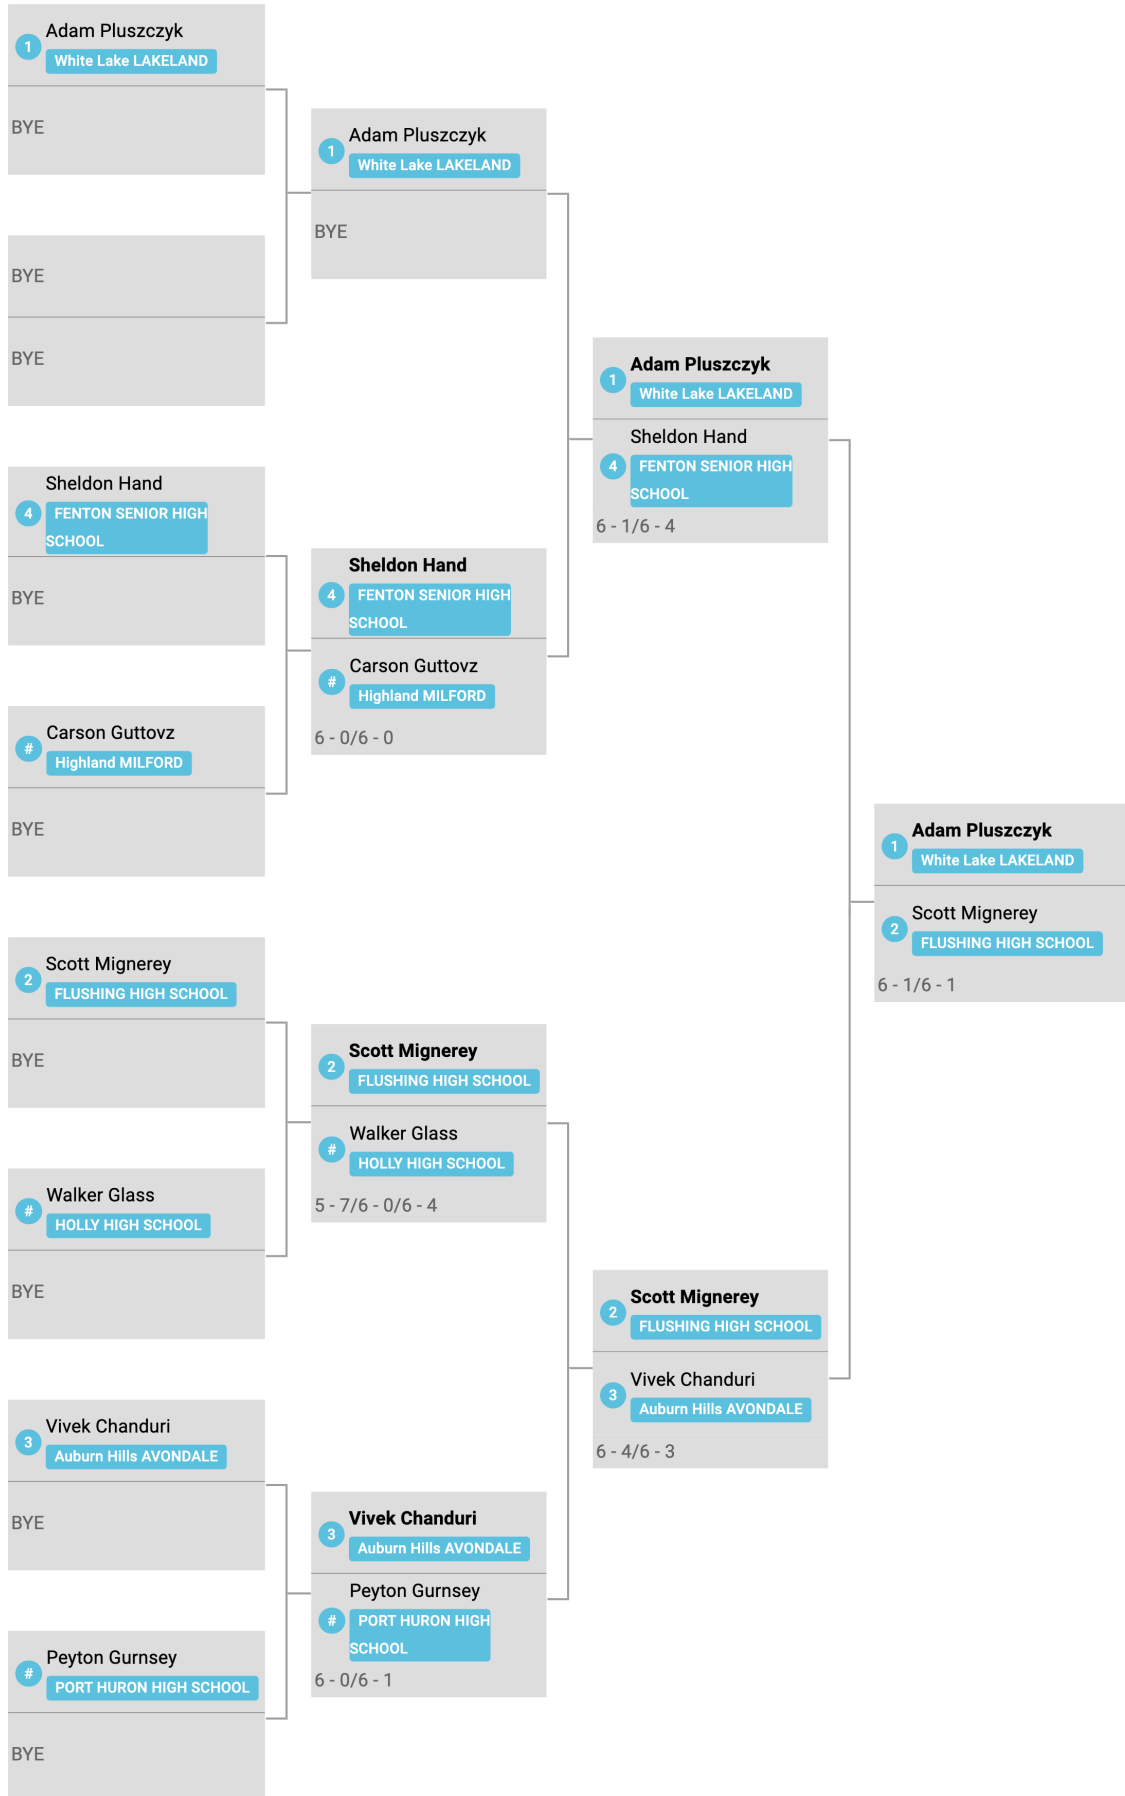 Adam Pluszczyk
1
White Lake LAKELAND
BYE
BYE
BYE
Sheldon Hand
4
FENTON SENIOR HIGH
SCHOOL
BYE
Carson Guttovz
#
Highland MILFORD
BYE
Scott Mignerey
2
FLUSHING HIGH SCHOOL
BYE
Walker Glass
#
HOLLY HIGH SCHOOL
BYE
Vivek Chanduri
3
Auburn Hills AVONDALE
BYE
Peyton Gurnsey
#
PORT HURON HIGH SCHOOL
BYE
Adam Pluszczyk
1
White Lake LAKELAND
BYE
Sheldon Hand
4
FENTON SENIOR HIGH
SCHOOL
Carson Guttovz
#
Highland MILFORD
6 - 0/6 - 0
Scott Mignerey
2
FLUSHING HIGH SCHOOL
Walker Glass
#
HOLLY HIGH SCHOOL
5 - 7/6 - 0/6 - 4
Vivek Chanduri
3
Auburn Hills AVONDALE
Peyton Gurnsey
#
PORT HURON HIGH
SCHOOL
6 - 0/6 - 1
Adam Pluszczyk
1
White Lake LAKELAND
Sheldon Hand
4
FENTON SENIOR HIGH
SCHOOL
6 - 1/6 - 4
Scott Mignerey
2
FLUSHING HIGH SCHOOL
Vivek Chanduri
3
Auburn Hills AVONDALE
6 - 4/6 - 3
Adam Pluszczyk
1
White Lake LAKELAND
Scott Mignerey
2
FLUSHING HIGH SCHOOL
6 - 1/6 - 1